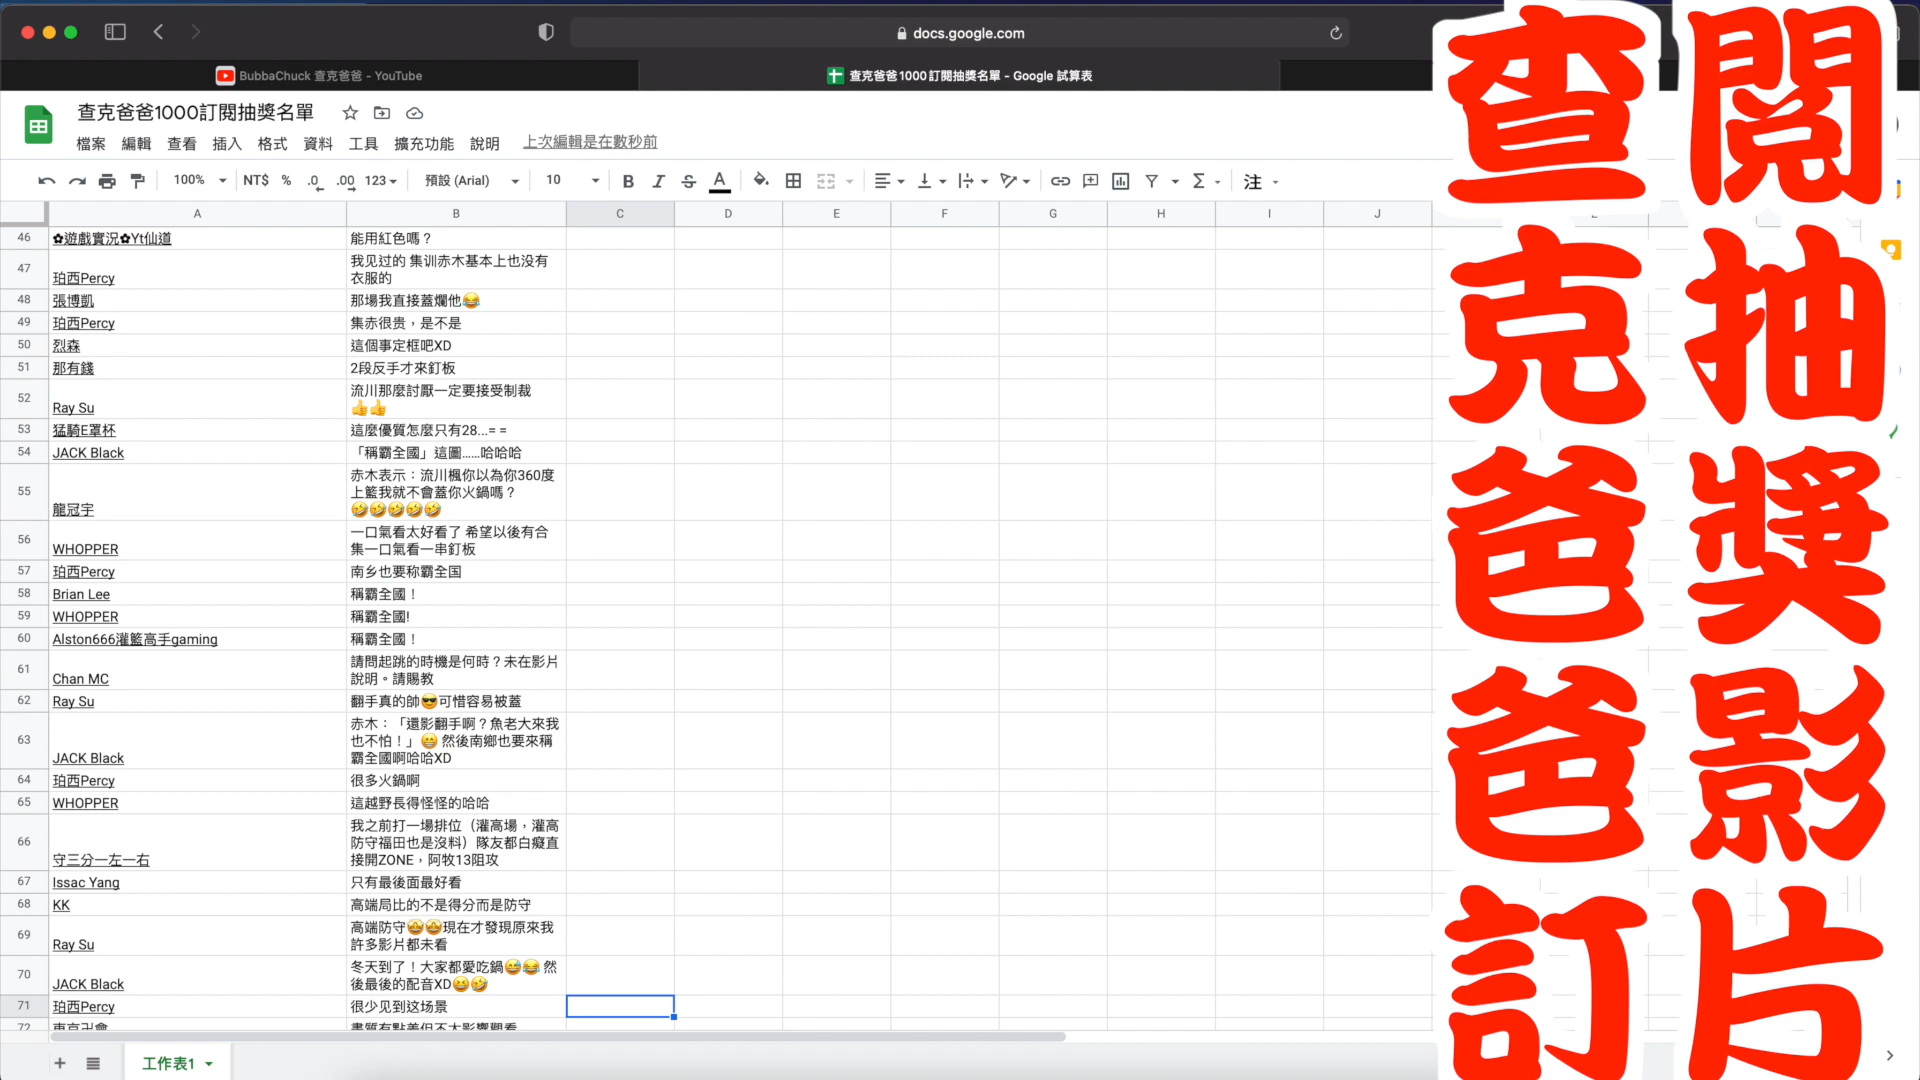 docs.google.com
BubbaChuck 查克爸爸 - YouTube
查克爸爸1000訂閱抽獎名單 - Google 試算表
查克爸爸1000訂閱抽獎名單
檔案 編輯 查看 插入 格式 資料 工具 擴充功能 說明 上次編輯是在數秒前
100% NT$ % .0 .00 123 預設 (Arial) 10 B I S A Σ 注
A B C D E F G H I J
46 ✿遊戲實況✿Yt仙道 能用紅色嗎？
47 珀西Percy 我见过的 集训赤木基本上也没有
衣服的
48 張博凱 那場我直接蓋爛他😂
49 珀西Percy 集赤很贵，是不是
50 烈森 這個事定框吧XD
51 那有錢 2段反手才來釘板
52 Ray Su 流川那麼討厭一定要接受制裁
👍👍
53 猛騎E罩杯 這麼優質怎麼只有28...= =
54 JACK Black 「稱霸全國」這圖......哈哈哈
55 龍冠宇 赤木表示：流川楓你以為你360度
上籃我就不會蓋你火鍋嗎？
🤣🤣🤣🤣🤣
56 WHOPPER 一口氣看太好看了 希望以後有合
集一口氣看一串釘板
57 珀西Percy 南乡也要称霸全国
58 Brian Lee 稱霸全國！
59 WHOPPER 稱霸全國!
60 Alston666灌籃高手gaming 稱霸全國！
61 Chan MC 請問起跳的時機是何時？未在影片
說明。請賜教
62 Ray Su 翻手真的帥😎可惜容易被蓋
63 JACK Black 赤木：「還影翻手啊？魚老大來我
也不怕！」😁 然後南鄉也要來稱
霸全國啊哈哈XD
64 珀西Percy 很多火鍋啊
65 WHOPPER 這越野長得怪怪的哈哈
66 守三分一左一右 我之前打一場排位（灌高場，灌高
防守福田也是沒料）隊友都白癡直
接開ZONE，阿牧13阻攻
67 Issac Yang 只有最後面最好看
68 KK 高端局比的不是得分而是防守
69 Ray Su 高端防守🤩🤩現在才發現原來我
許多影片都未看
70 JACK Black 冬天到了！大家都愛吃鍋😅😂 然
後最後的配音XD😆🤣
71 珀西Percy 很少见到这场景
72 東京卍會 畫質有點差但不太影響觀看
工作表1
查克爸爸訂
閱抽獎影片